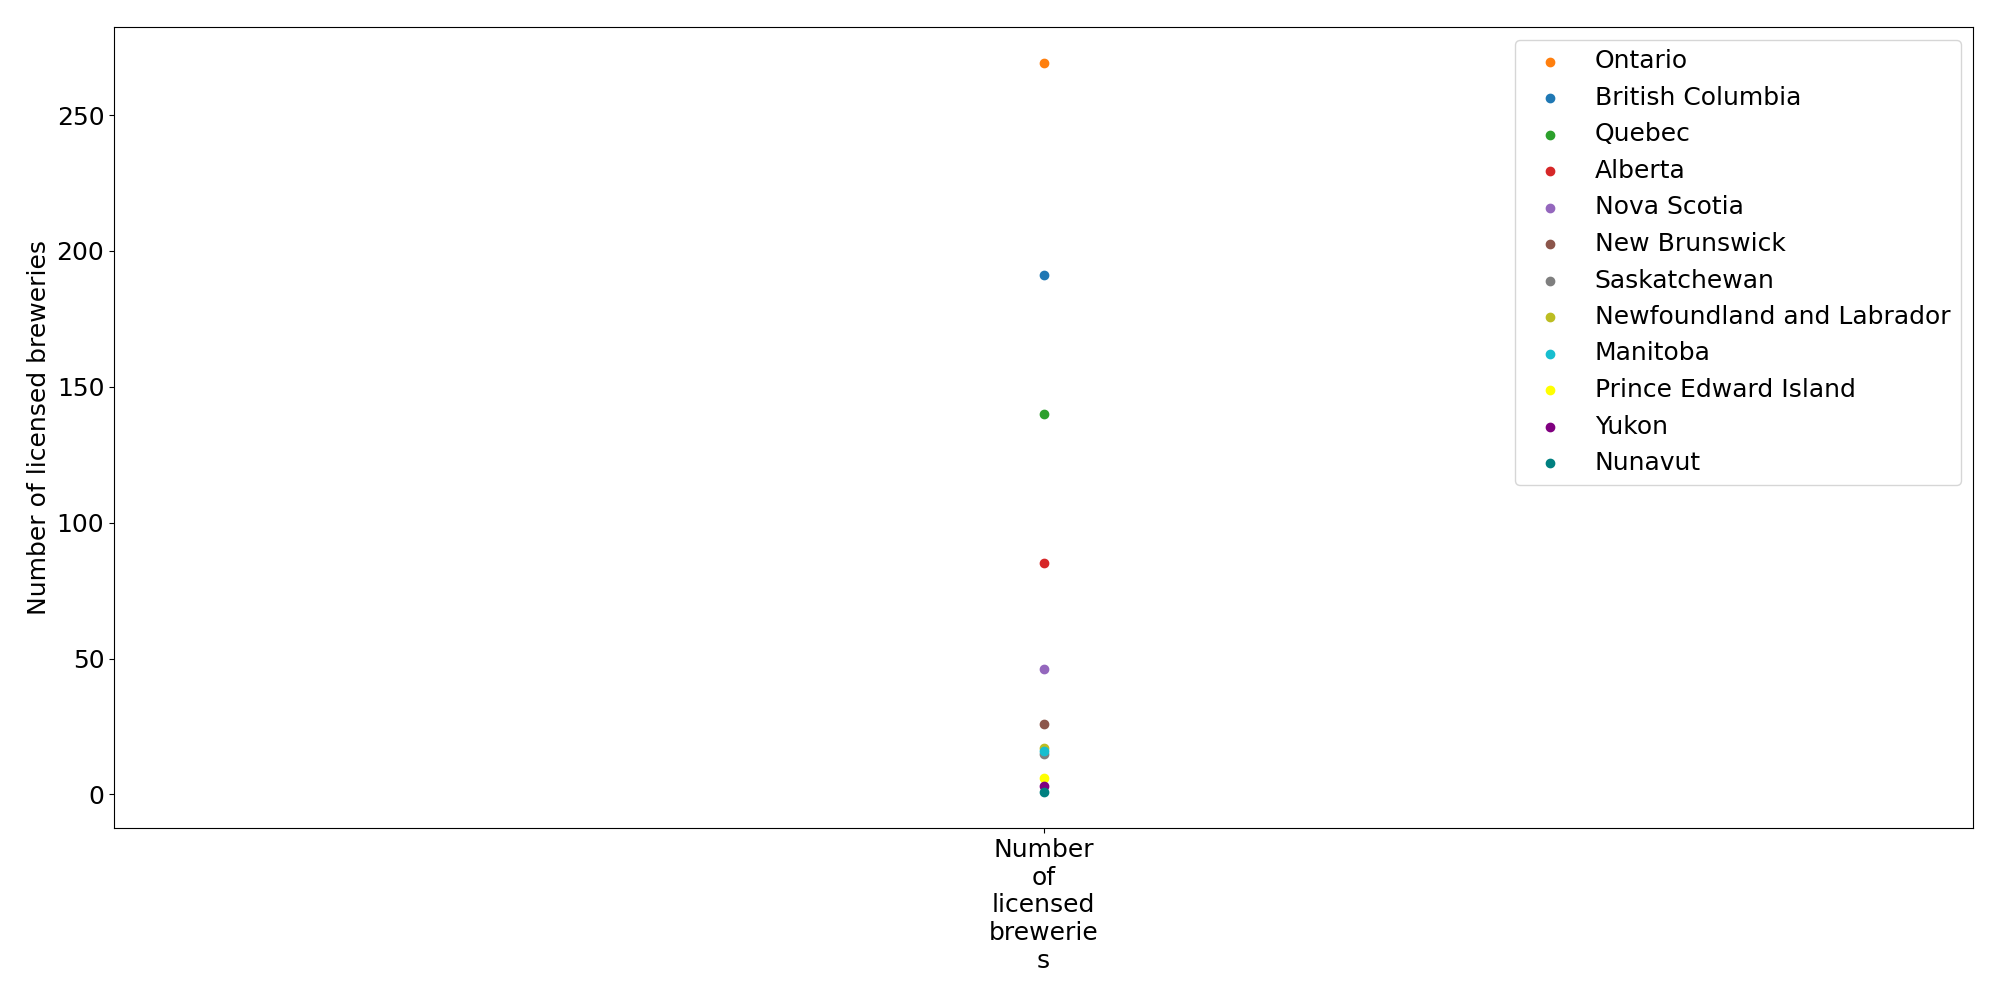 Number of licensed breweries
250
200
150
100
50
0
Number
of
licensed
brewerie
s
Ontario
British Columbia
Quebec
Alberta
Nova Scotia
New Brunswick
Saskatchewan
Newfoundland and Labrador
Manitoba
Prince Edward Island
Yukon
Nunavut